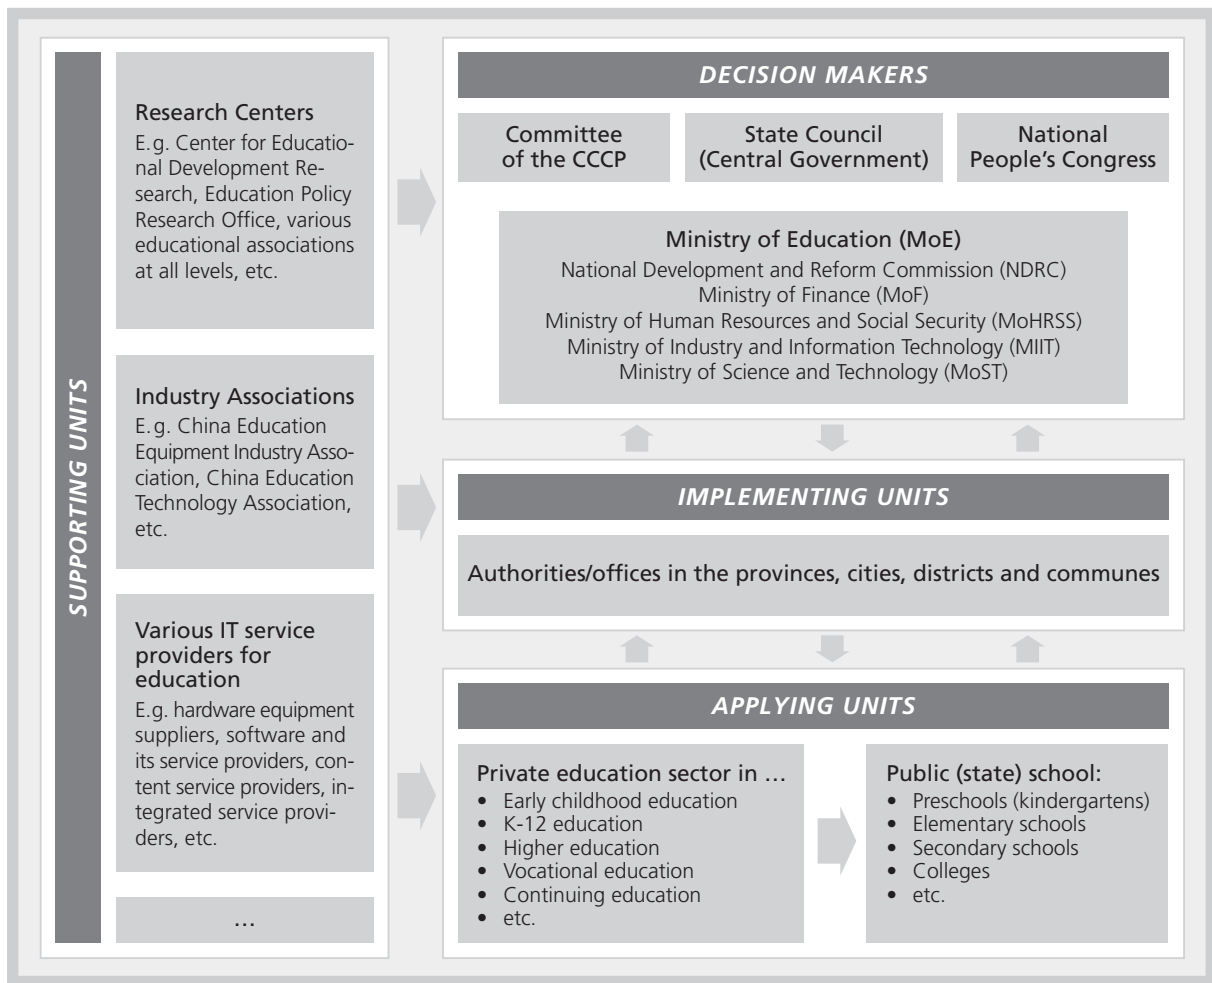 SUPPORTING UNITS
Research Centers
E.g. Center for Educatio-
nal Development Re-
search, Education Policy
Research Office, various
educational associations
at all levels, etc.
Industry Associations
E.g. China Education
Equipment Industry Asso-
ciation, China Education
Technology Association,
etc.
Various IT service
providers for
education
E.g. hardware equipment
suppliers, software and
its service providers, con-
tent service providers, in-
tegrated service provi-
ders, etc.
...
DECISION MAKERS
Committee
of the CCCP
State Council
(Central Government)
National
People’s Congress
Ministry of Education (MoE)
National Development and Reform Commission (NDRC)
Ministry of Finance (MoF)
Ministry of Human Resources and Social Security (MoHRSS)
Ministry of Industry and Information Technology (MIIT)
Ministry of Science and Technology (MoST)
IMPLEMENTING UNITS
Authorities/offices in the provinces, cities, districts and communes
APPLYING UNITS
Private education sector in ...
• Early childhood education
• K-12 education
• Higher education
• Vocational education
• Continuing education
• etc.
Public (state) school:
• Preschools (kindergartens)
• Elementary schools
• Secondary schools
• Colleges
• etc.